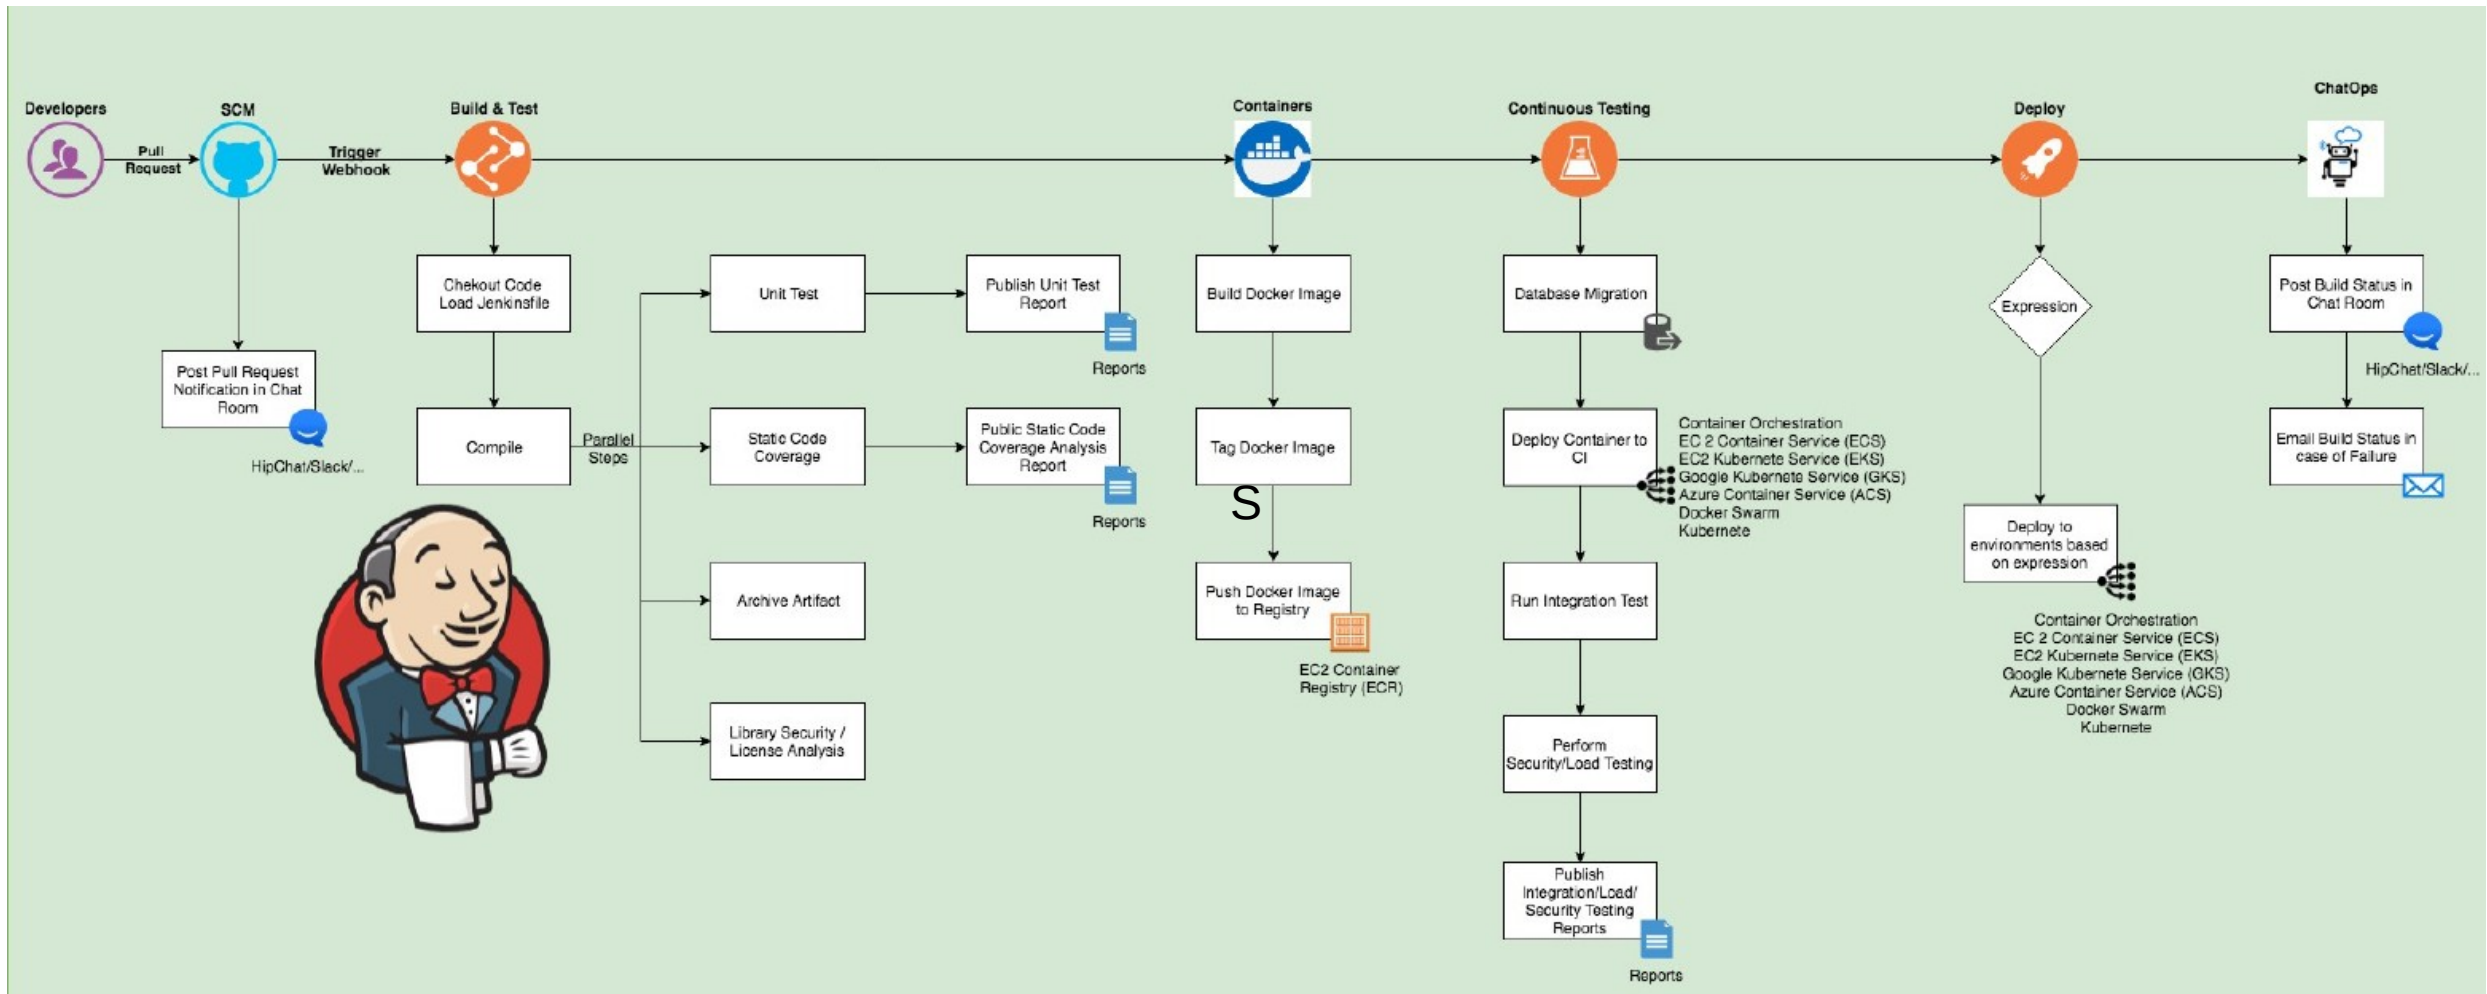 Developers
Pull
Request
SCM
Trigger
Webhook
Post Pull Request
Notification in Chat
Room
HipChat/Slack/...
Build & Test
Chekout Code
Load Jenkinsfile
Compile
Parallel
Steps
Unit Test
Publish Unit Test
Report
Reports
Static Code
Coverage
Public Static Code
Coverage Analysis
Report
Reports
Archive Artifact
Library Security /
License Analysis
Containers
Build Docker Image
Tag Docker Image
S
Push Docker Image
to Registry
EC2 Container
Registry (ECR)
Continuous Testing
Database Migration
Deploy Container to
CI
Container Orchestration
EC 2 Container Service (ECS)
EC2 Kubernete Service (EKS)
Google Kubernete Service (GKS)
Azure Container Service (ACS)
Docker Swarm
Kubernete
Run Integration Test
Perform
Security/Load Testing
Publish
Integration/Load/
Security Testing
Reports
Reports
Deploy
Expression
Deploy to
environments based
on expression
Container Orchestration
EC 2 Container Service (ECS)
EC2 Kubernete Service (EKS)
Google Kubernete Service (GKS)
Azure Container Service (ACS)
Docker Swarm
Kubernete
ChatOps
Post Build Status in
Chat Room
HipChat/Slack/...
Email Build Status in
case of Failure